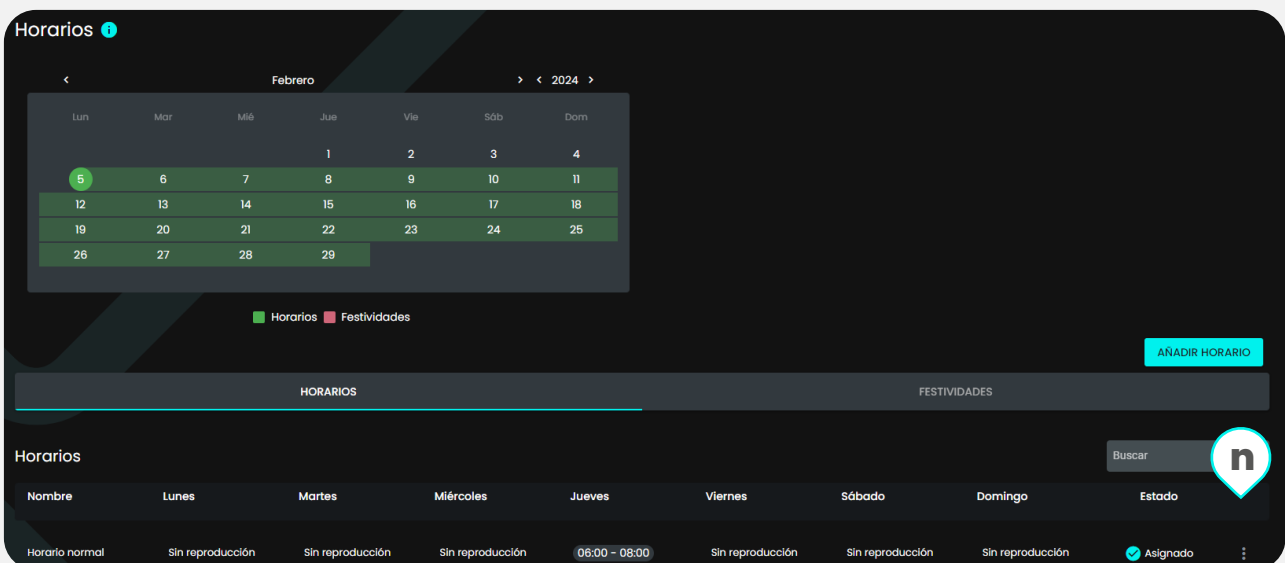 Horarios i
< Febrero > < 2024 >
Lun Mar Mié Jue Vie Sáb Dom
1 2 3 4
5 6 7 8 9 10 11
12 13 14 15 16 17 18
19 20 21 22 23 24 25
26 27 28 29
Horarios Festividades
AÑADIR HORARIO
HORARIOS FESTIVIDADES
Horarios Buscar n
Nombre Lunes Martes Miércoles Jueves Viernes Sábado Domingo Estado
Horario normal Sin reproducción Sin reproducción Sin reproducción 06:00 - 08:00 Sin reproducción Sin reproducción Sin reproducción Asignado